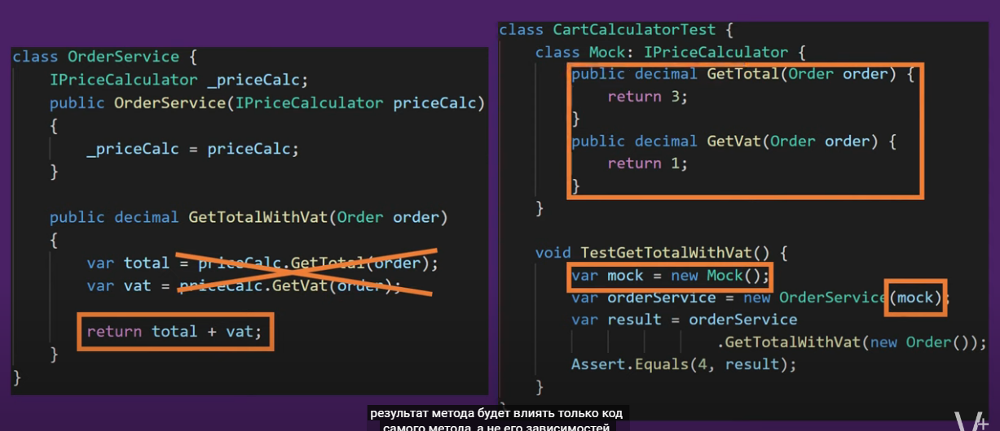 class OrderService {
IPriceCalculator _priceCalc;
public OrderService(IPriceCalculator priceCalc)
{
_priceCalc = priceCalc;
}
public decimal GetTotalWithVat(Order order)
{
var total = priceCalc.GetTotal(order);
var vat = priceCalc.GetVat(order);
return total + vat;
}
}
class CartCalculatorTest {
class Mock: IPriceCalculator {
public decimal GetTotal(Order order) {
return 3;
}
public decimal GetVat(Order order) {
return 1;
}
}
void TestGetTotalWithVat() {
var mock = new Mock();
var orderService = new OrderService(mock);
var result = orderService
.GetTotalWithVat(new Order());
Assert.Equals(4, result);
}
}
результат метода будет влиять только код
самого метода, а не его зависимостей
V+